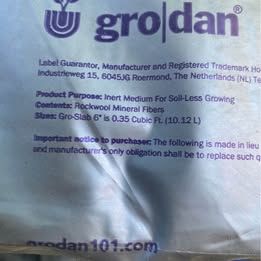 gro|dan®
Label Guarantor, Manufacturer and Registered Trademark Ho
Industrieweg 15, 6045JG Roermond, The Netherlands (NL) Te
Product Purpose: Inert Medium For Soil-Less Growing
Contents: Rockwool Mineral Fibers
Sizes: Gro-Slab 6" is 0.35 Cubic Ft. (10.12 L)
Important notice to purchaser: The following is made in lieu
and manufacturer's only obligation shall be to replace such q
grodan101.com